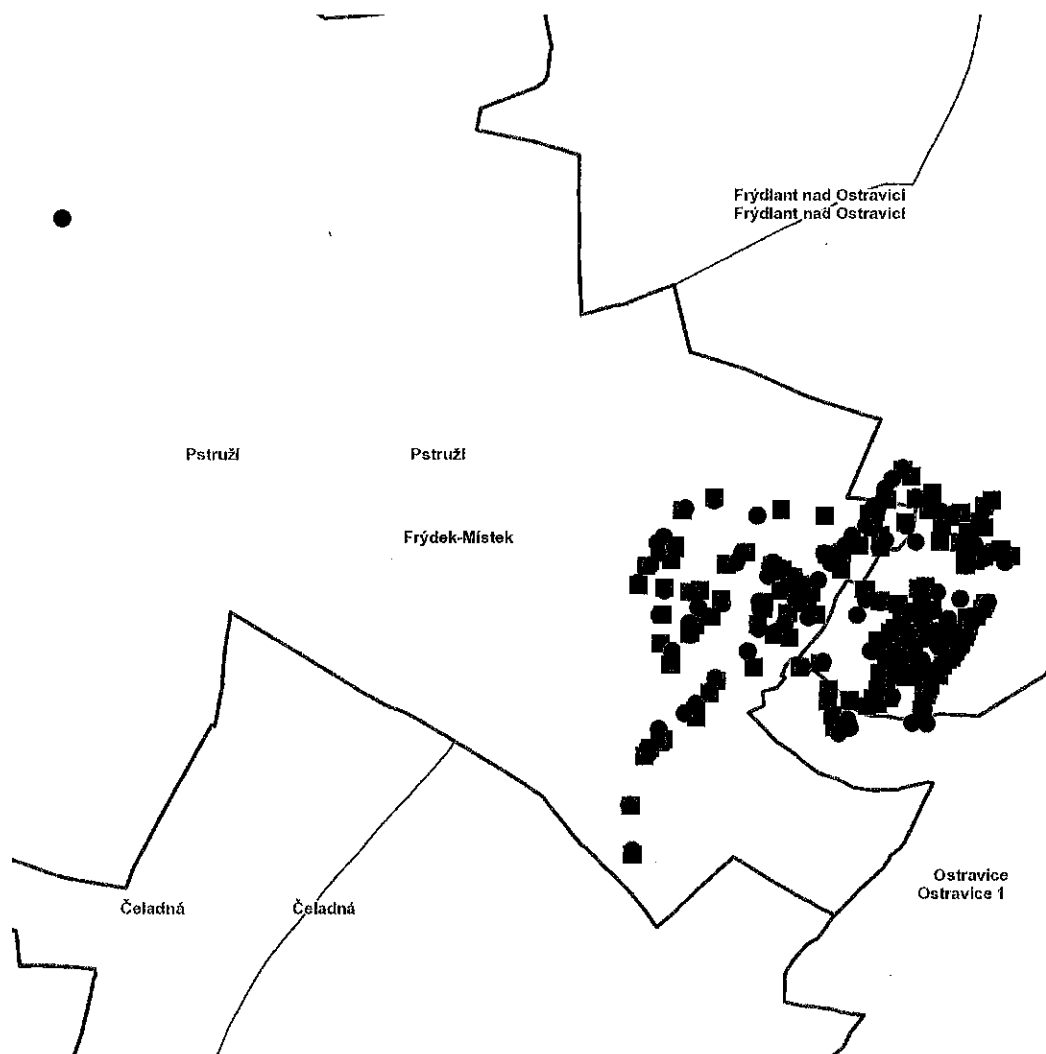 Frýdlant nad Ostravicí
Frýdlant nad Ostravicí
Pstruží
Pstruží
Frýdek-Místek
Ostravice
Ostravice 1
Čeladná
Čeladná